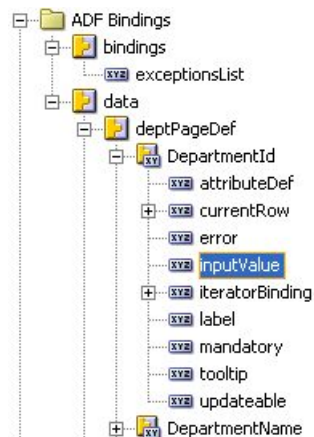 ADF Bindings
bindings
exceptionsList
data
deptPageDef
DepartmentId
attributeDef
currentRow
error
inputValue
iteratorBinding
label
mandatory
tooltip
updateable
DepartmentName